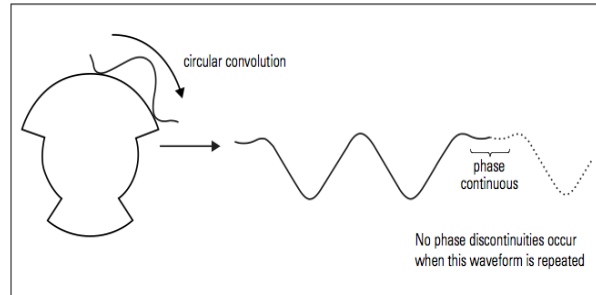 circular convolution
phase
continuous
No phase discontinuities occur
when this waveform is repeated